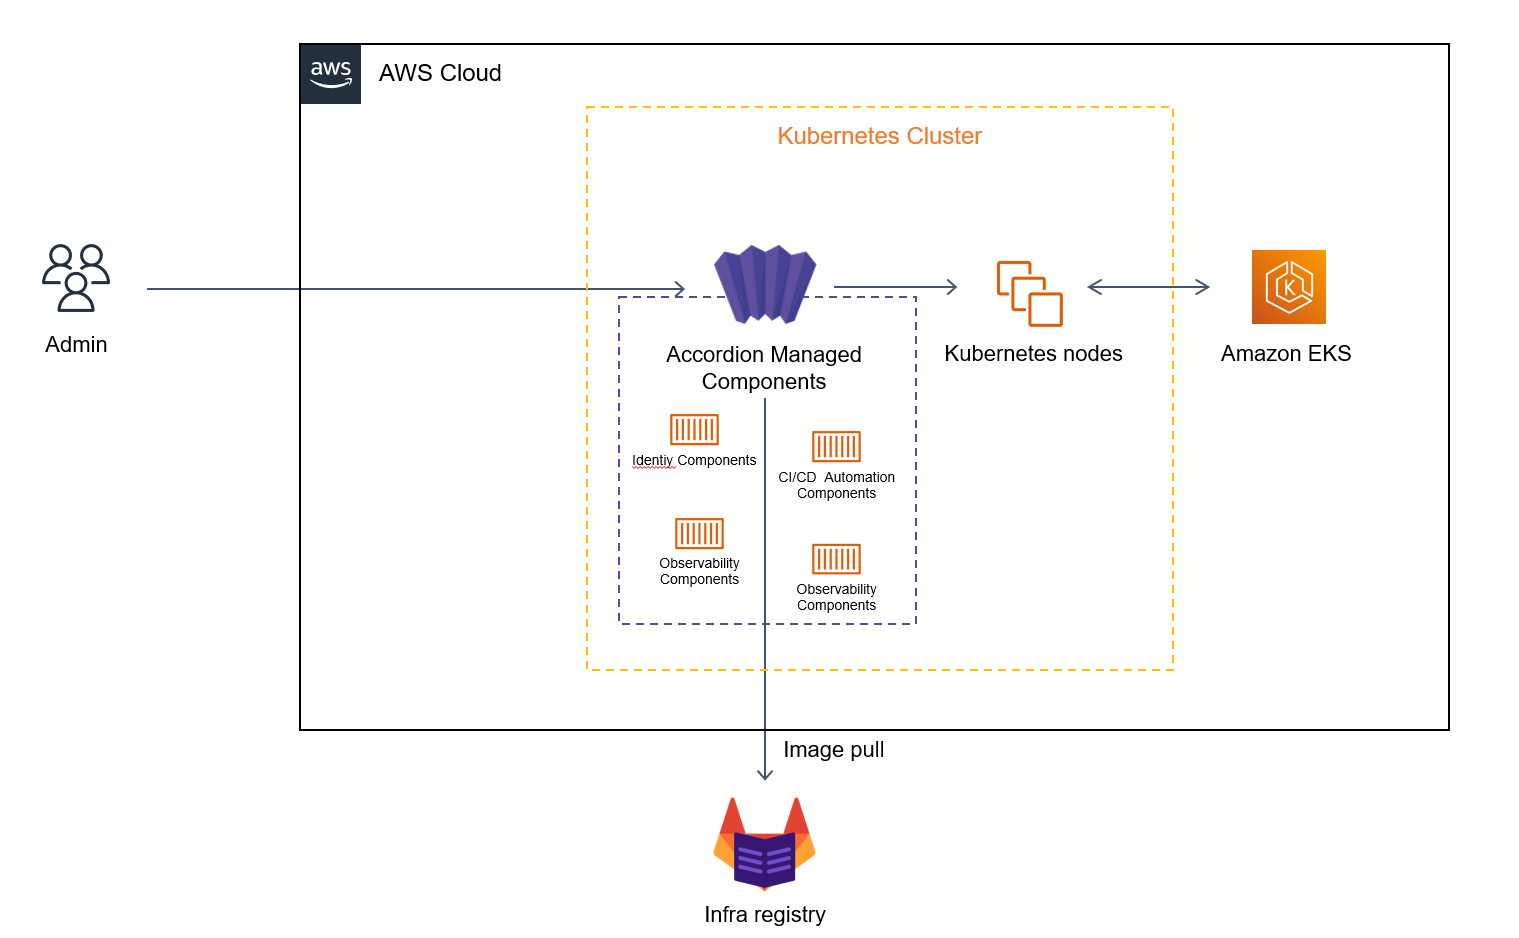 aws
AWS Cloud
Kubernetes Cluster
Admin
Accordion Managed
Components
Kubernetes nodes
Amazon EKS
Identiy Components
CI/CD  Automation
Components
Observability
Components
Observability
Components
Image pull
Infra registry
K